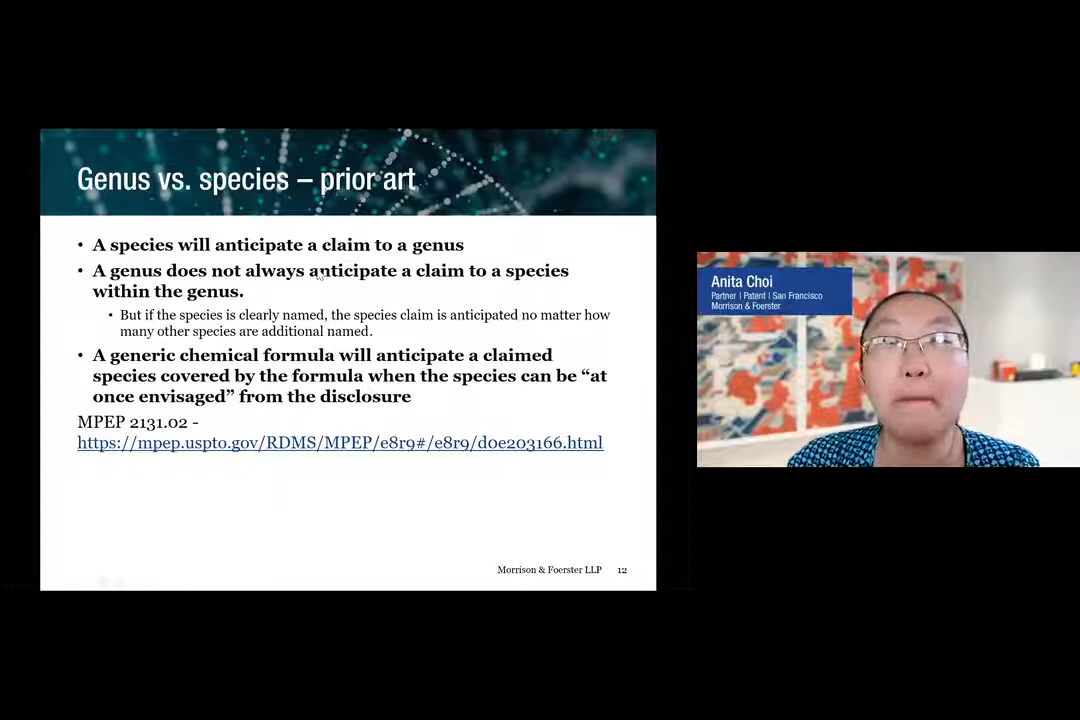 Genus vs. species – prior art
• A species will anticipate a claim to a genus
• A genus does not always anticipate a claim to a species
within the genus.
• But if the species is clearly named, the species claim is anticipated no matter how
many other species are additional named.
• A generic chemical formula will anticipate a claimed
species covered by the formula when the species can be “at
once envisaged” from the disclosure
MPEP 2131.02 -
https://mpep.uspto.gov/RDMS/MPEP/e8r9#/e8r9/d0e203166.html
Morrison & Foerster LLP 12
Anita Choi
Partner | Patent | San Francisco
Morrison & Foerster